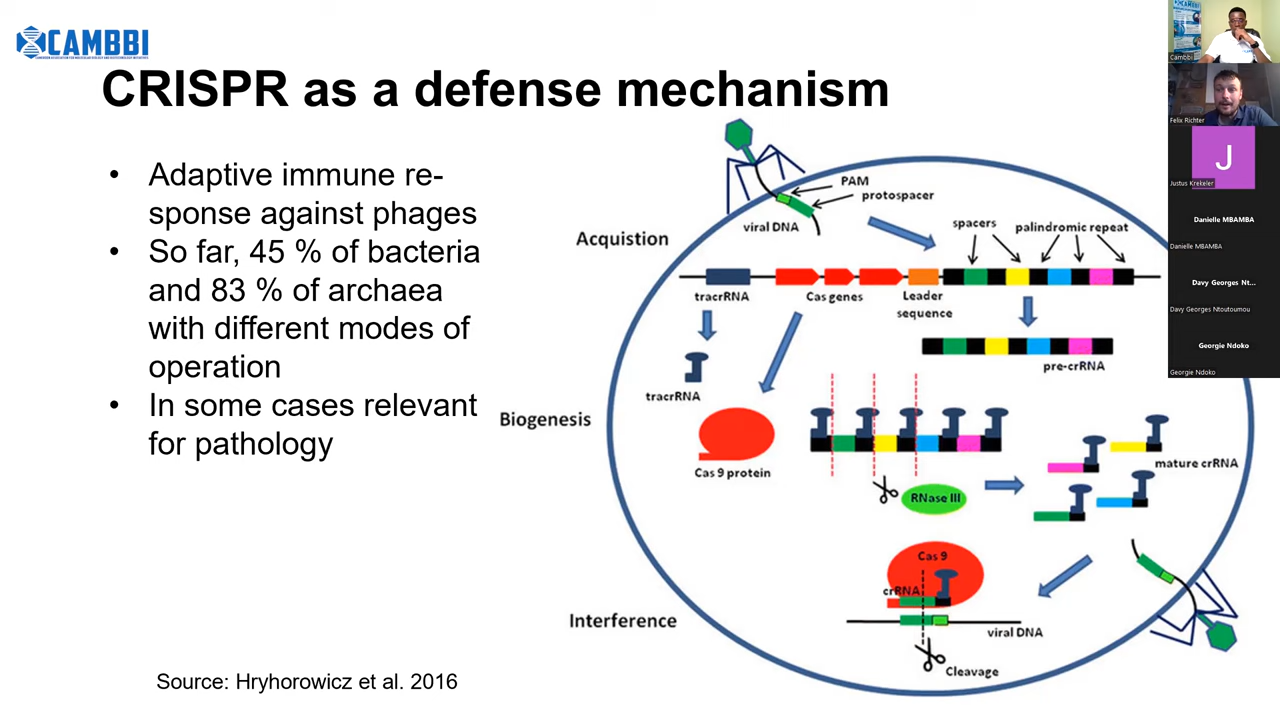 CAMBBI
CRISPR as a defense mechanism
• Adaptive immune re-
sponse against phages
• So far, 45 % of bacteria
and 83 % of archaea
with different modes of
operation
• In some cases relevant
for pathology
Source: Hryhorowicz et al. 2016
PAM
protospacer
viral DNA
Acquistion
spacers
palindromic repeat
tracrRNA
Cas genes
Leader
sequence
pre-crRNA
tracrRNA
Biogenesis
Cas 9 protein
RNase III
mature crRNA
Cas 9
crRNA
Interference
viral DNA
Cleavage
Cambbi
Felix Richter
J
Justus Krekeler
Danielle MBAMBA
Danielle MBAMBA
Davy Georges Nt...
Davy Georges Ntoutoumou
Georgie Ndoko
Georgie Ndoko